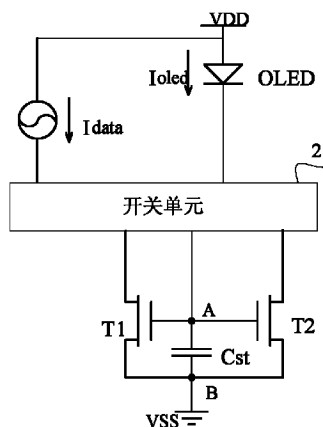 VDD
Ioled
OLED
Idata
2
开关单元
T1
A
T2
Cst
B
VSS